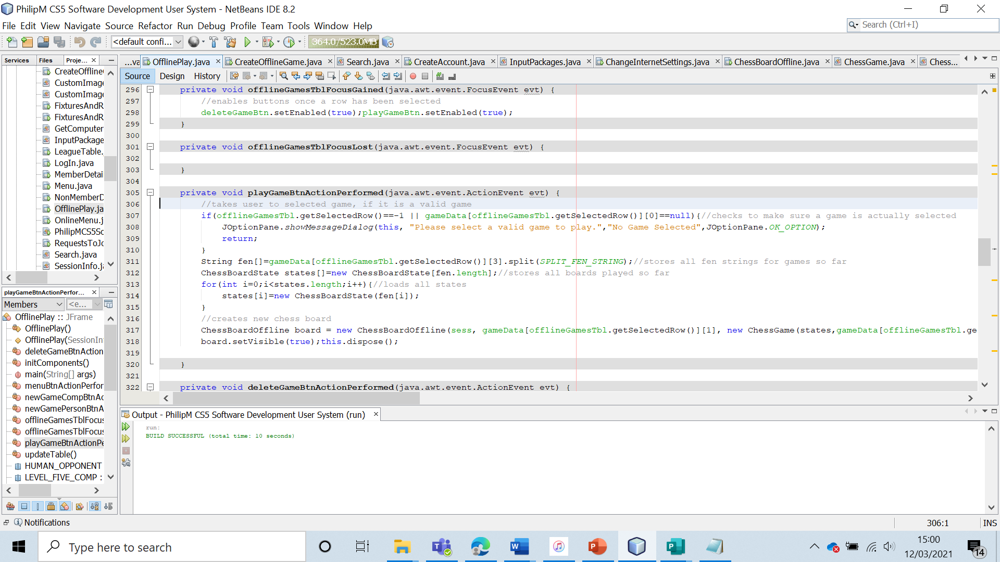 PhilipM CS5 Software Development User System - NetBeans IDE 8.2
File Edit View Navigate Source Refactor Run Debug Profile Team Tools Window Help
Search (Ctrl+I)
<default confi...
364.0/523.0MB
Services Files Proje...
CreateOffline
CustomImage
CustomImage
FixturesAndR
FixturesAndR
GetComputer
InputPackage
LeagueTable.
LogIn.java
MemberDetai
Menu.java
NonMemberD
OfflinePlay.ja
OnlineMenu.j
PhilipMCS5So
RequestsToJo
Search.java
SessionInfo.ja
playGameBtnActionPerfor...
Members <e...
OfflinePlay :: JFrame
OfflinePlay()
OfflinePlay(SessionIn
deleteGameBtnAction
initComponents()
main(String[] args)
menuBtnActionPerfor
newGameCompBtnAc
newGamePersonBtnA
offlineGamesTblFocus
offlineGamesTblFocus
playGameBtnActionPe
updateTable()
HUMAN_OPPONENT
LEVEL_FIVE_COMP :
...va OfflinePlay.java CreateOfflineGame.java Search.java CreateAccount.java InputPackages.java ChangeInternetSettings.java ChessBoardOffline.java ChessGame.java Chess...
Source Design History
296 private void offlineGamesTblFocusGained(java.awt.event.FocusEvent evt) {
297 //enables buttons once a row has been selected
298 deleteGameBtn.setEnabled(true);playGameBtn.setEnabled(true);
299 }
300
301 private void offlineGamesTblFocusLost(java.awt.event.FocusEvent evt) {
302
303 }
304
305 private void playGameBtnActionPerformed(java.awt.event.ActionEvent evt) {
306 //takes user to selected game, if it is a valid game
307 if(offlineGamesTbl.getSelectedRow()==-1 || gameData[offlineGamesTbl.getSelectedRow()][0]==null){//checks to make sure a game is actually selected
308 JOptionPane.showMessageDialog(this, "Please select a valid game to play.","No Game Selected",JOptionPane.OK_OPTION);
309 return;
310 }
311 String fen[]=gameData[offlineGamesTbl.getSelectedRow()][3].split(SPLIT_FEN_STRING);//stores all fen strings for games so far
312 ChessBoardState states[]=new ChessBoardState[fen.length];//stores all boards played so far
313 for(int i=0;i<states.length;i++){//loads all states
314 states[i]=new ChessBoardState(fen[i]);
315 }
316 //creates new chess board
317 ChessBoardOffline board = new ChessBoardOffline(sess, gameData[offlineGamesTbl.getSelectedRow()][1], new ChessGame(states,gameData[offlineGamesTbl.ge
318 board.setVisible(true);this.dispose();
319
320 }
321
322 private void deleteGameBtnActionPerformed(java.awt.event.ActionEvent evt) {
Output - PhilipM CS5 Software Development User System (run)
run:
BUILD SUCCESSFUL (total time: 10 seconds)
Notifications
306:1 INS
Type here to search
15:00
12/03/2021
14